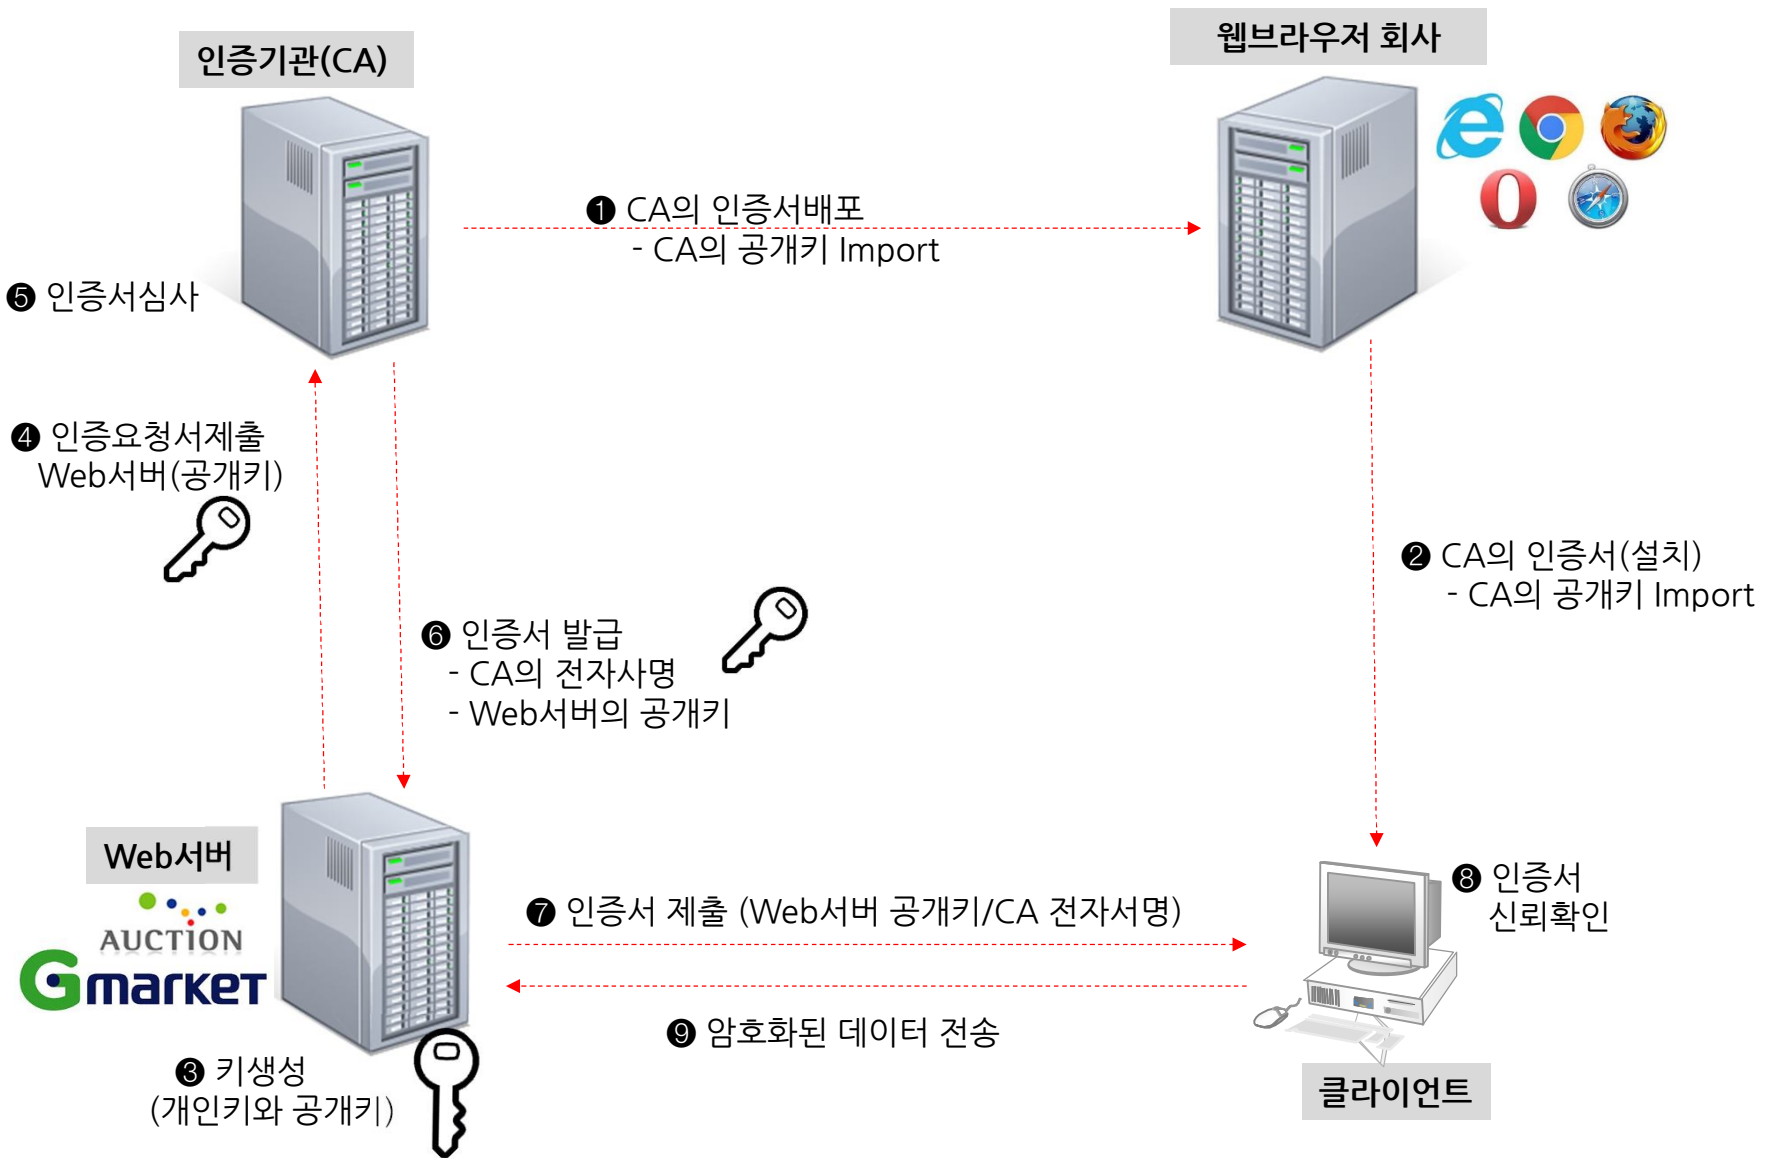 인증기관(CA)
웹브라우저 회사
❶ CA의 인증서배포
- CA의 공개키 Import
❺ 인증서심사
❹ 인증요청서제출
Web서버(공개키)
❷ CA의 인증서(설치)
- CA의 공개키 Import
❻ 인증서 발급
- CA의 전자사명
- Web서버의 공개키
Web서버
AUCTION
Gmarket
❼ 인증서 제출 (Web서버 공개키/CA 전자서명)
❽ 인증서
신뢰확인
❾ 암호화된 데이터 전송
❸ 키생성
(개인키와 공개키)
클라이언트